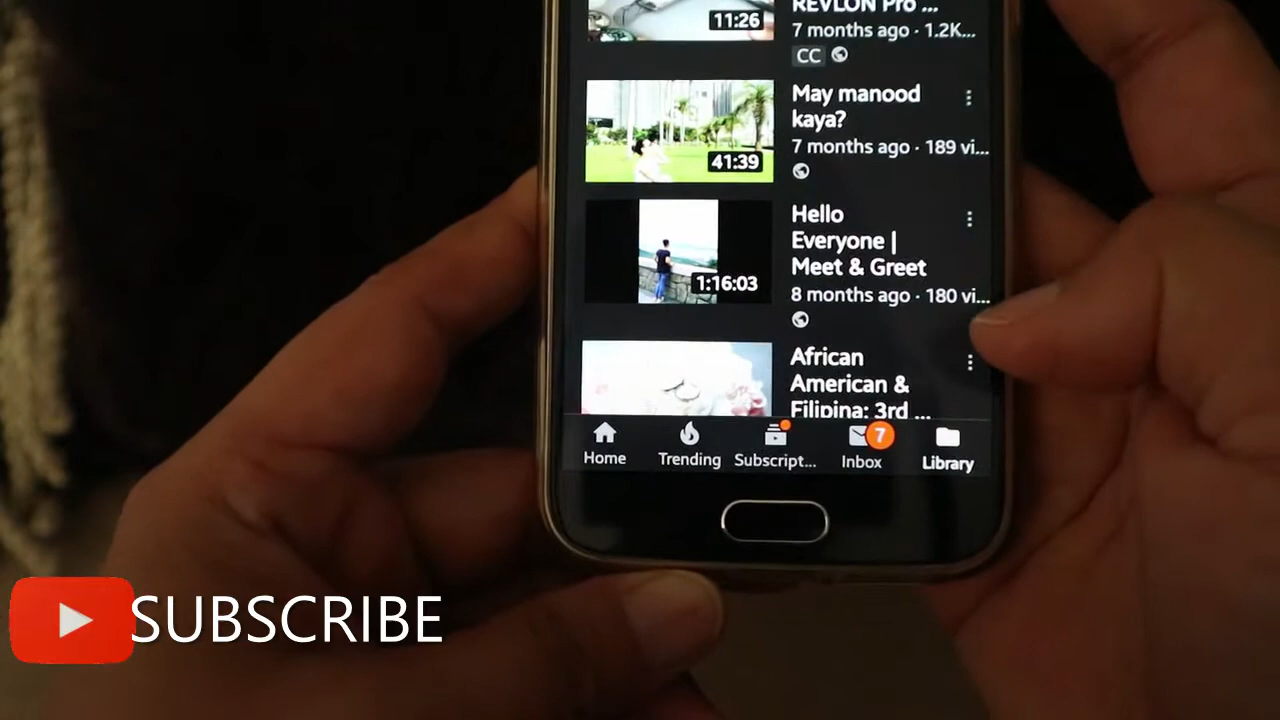 REVLON Pro ...
11:26
7 months ago · 1.2K...
CC
May manood
kaya?
41:39
7 months ago · 189 vi...
Hello
Everyone |
Meet & Greet
1:16:03
8 months ago · 180 vi...
African
American &
Filipina: 3rd ...
7
Home
Trending
Subscript...
Inbox
Library
SUBSCRIBE